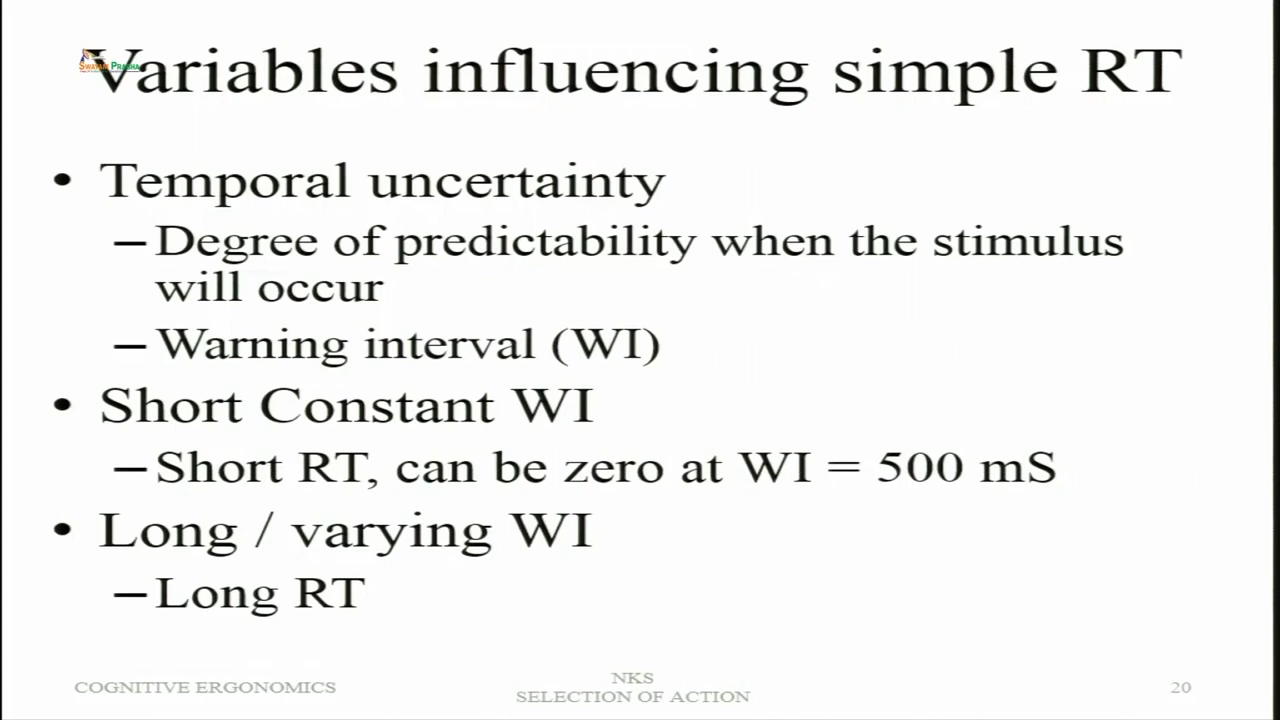 Variables influencing simple RT
SWAYAM PRABHA
• Temporal uncertainty
– Degree of predictability when the stimulus
will occur
– Warning interval (WI)
• Short Constant WI
– Short RT, can be zero at WI = 500 mS
• Long / varying WI
– Long RT
COGNITIVE ERGONOMICS
NKS
SELECTION OF ACTION
20